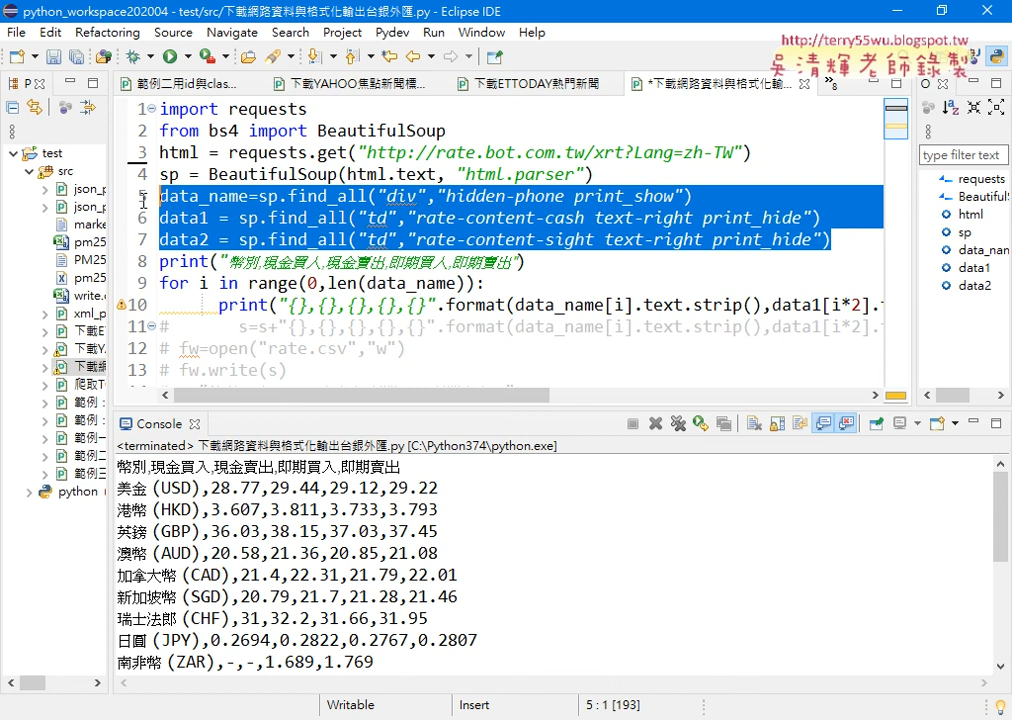 python_workspace202004 - test/src/下載網路資料與格式化輸出台銀外匯.py - Eclipse IDE
File Edit Refactoring Source Navigate Search Project Pydev Run Window Help
http://terry55wu.blogspot.tw
吳清輝老師錄製
範例二用id與clas...
下載YAHOO焦點新聞標...
下載ETTODAY熱門新聞
*下載網路資料與格式化輸...
»8
test
src
json_p
json_p
marke
pm25
PM25
pm25
write.c
xml_p
下載E
下載Y
下載網
爬取T
範例
範例
範例一
範例二
範例三
python
1 import requests
2 from bs4 import BeautifulSoup
3 html = requests.get("http://rate.bot.com.tw/xrt?Lang=zh-TW")
4 sp = BeautifulSoup(html.text, "html.parser")
5 data_name=sp.find_all("div","hidden-phone print_show")
6 data1 = sp.find_all("td","rate-content-cash text-right print_hide")
7 data2 = sp.find_all("td","rate-content-sight text-right print_hide")
8 print("幣別,現金買入,現金賣出,即期買入,即期賣出")
9 for i in range(0,len(data_name)):
10 print("{},{},{},{},{}".format(data_name[i].text.strip(),data1[i*2].
11 # s=s+"{},{},{},{},{}".format(data_name[i].text.strip(),data1[i*2].
12 # fw=open("rate.csv","w")
13 # fw.write(s)
type filter text
requests
Beautiful
html
sp
data_nan
data1
data2
Console
<terminated> 下載網路資料與格式化輸出台銀外匯.py [C:\Python374\python.exe]
幣別,現金買入,現金賣出,即期買入,即期賣出
美金 (USD),28.77,29.44,29.12,29.22
港幣 (HKD),3.607,3.811,3.733,3.793
英鎊 (GBP),36.03,38.15,37.03,37.45
澳幣 (AUD),20.58,21.36,20.85,21.08
加拿大幣 (CAD),21.4,22.31,21.79,22.01
新加坡幣 (SGD),20.79,21.7,21.28,21.46
瑞士法郎 (CHF),31,32.2,31.66,31.95
日圓 (JPY),0.2694,0.2822,0.2767,0.2807
南非幣 (ZAR),-,-,1.689,1.769
Writable Insert 5 : 1 [193]